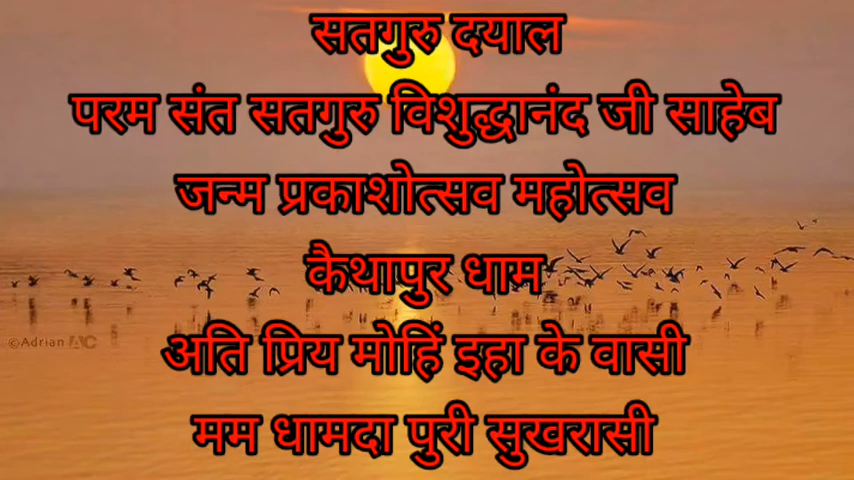 सतगुरु दयाल
परम संत सतगुरु विशुद्धानंद जी साहेब
जन्म प्रकाशोत्सव महोत्सव
कैथापुर धाम
©Adrian AC
अति प्रिय मोहिं इहा के वासी
मम धामदा पुरी सुखरासी